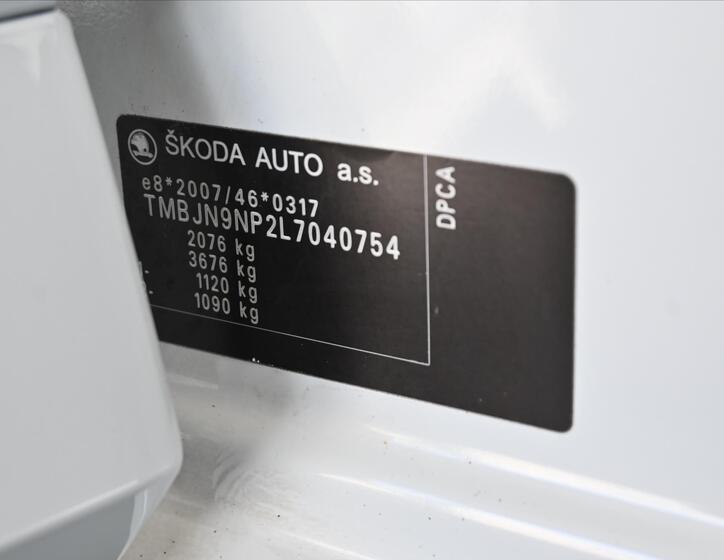 ŠKODA AUTO a.s.
e8*2007/46*0317
TMBJN9NP2L7040754
2076 kg
3676 kg
1120 kg
1090 kg
DPCA